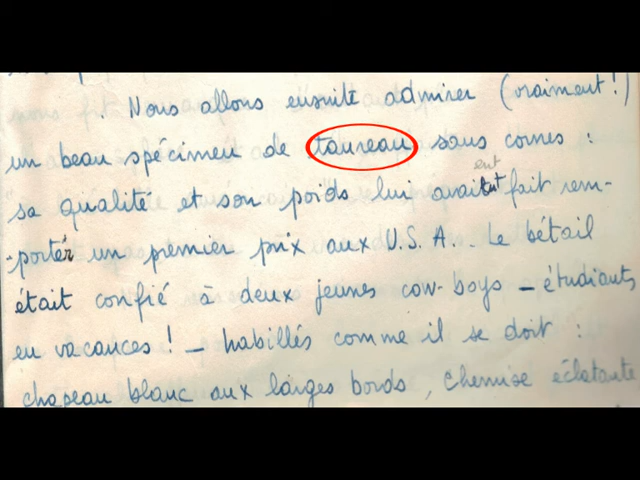 . Nous allons ensuite admirer (vraiment!)
un beau spécimen de taureau sans cornes :
sa qualité et son poids lui avaient fait rem-
-porter un premier prix aux U.S.A.. Le bétail
était confié à deux jeunes cow-boys – étudiants
en vacances! – habillés comme il se doit :
chapeau blanc aux larges bords, chemise éclatante